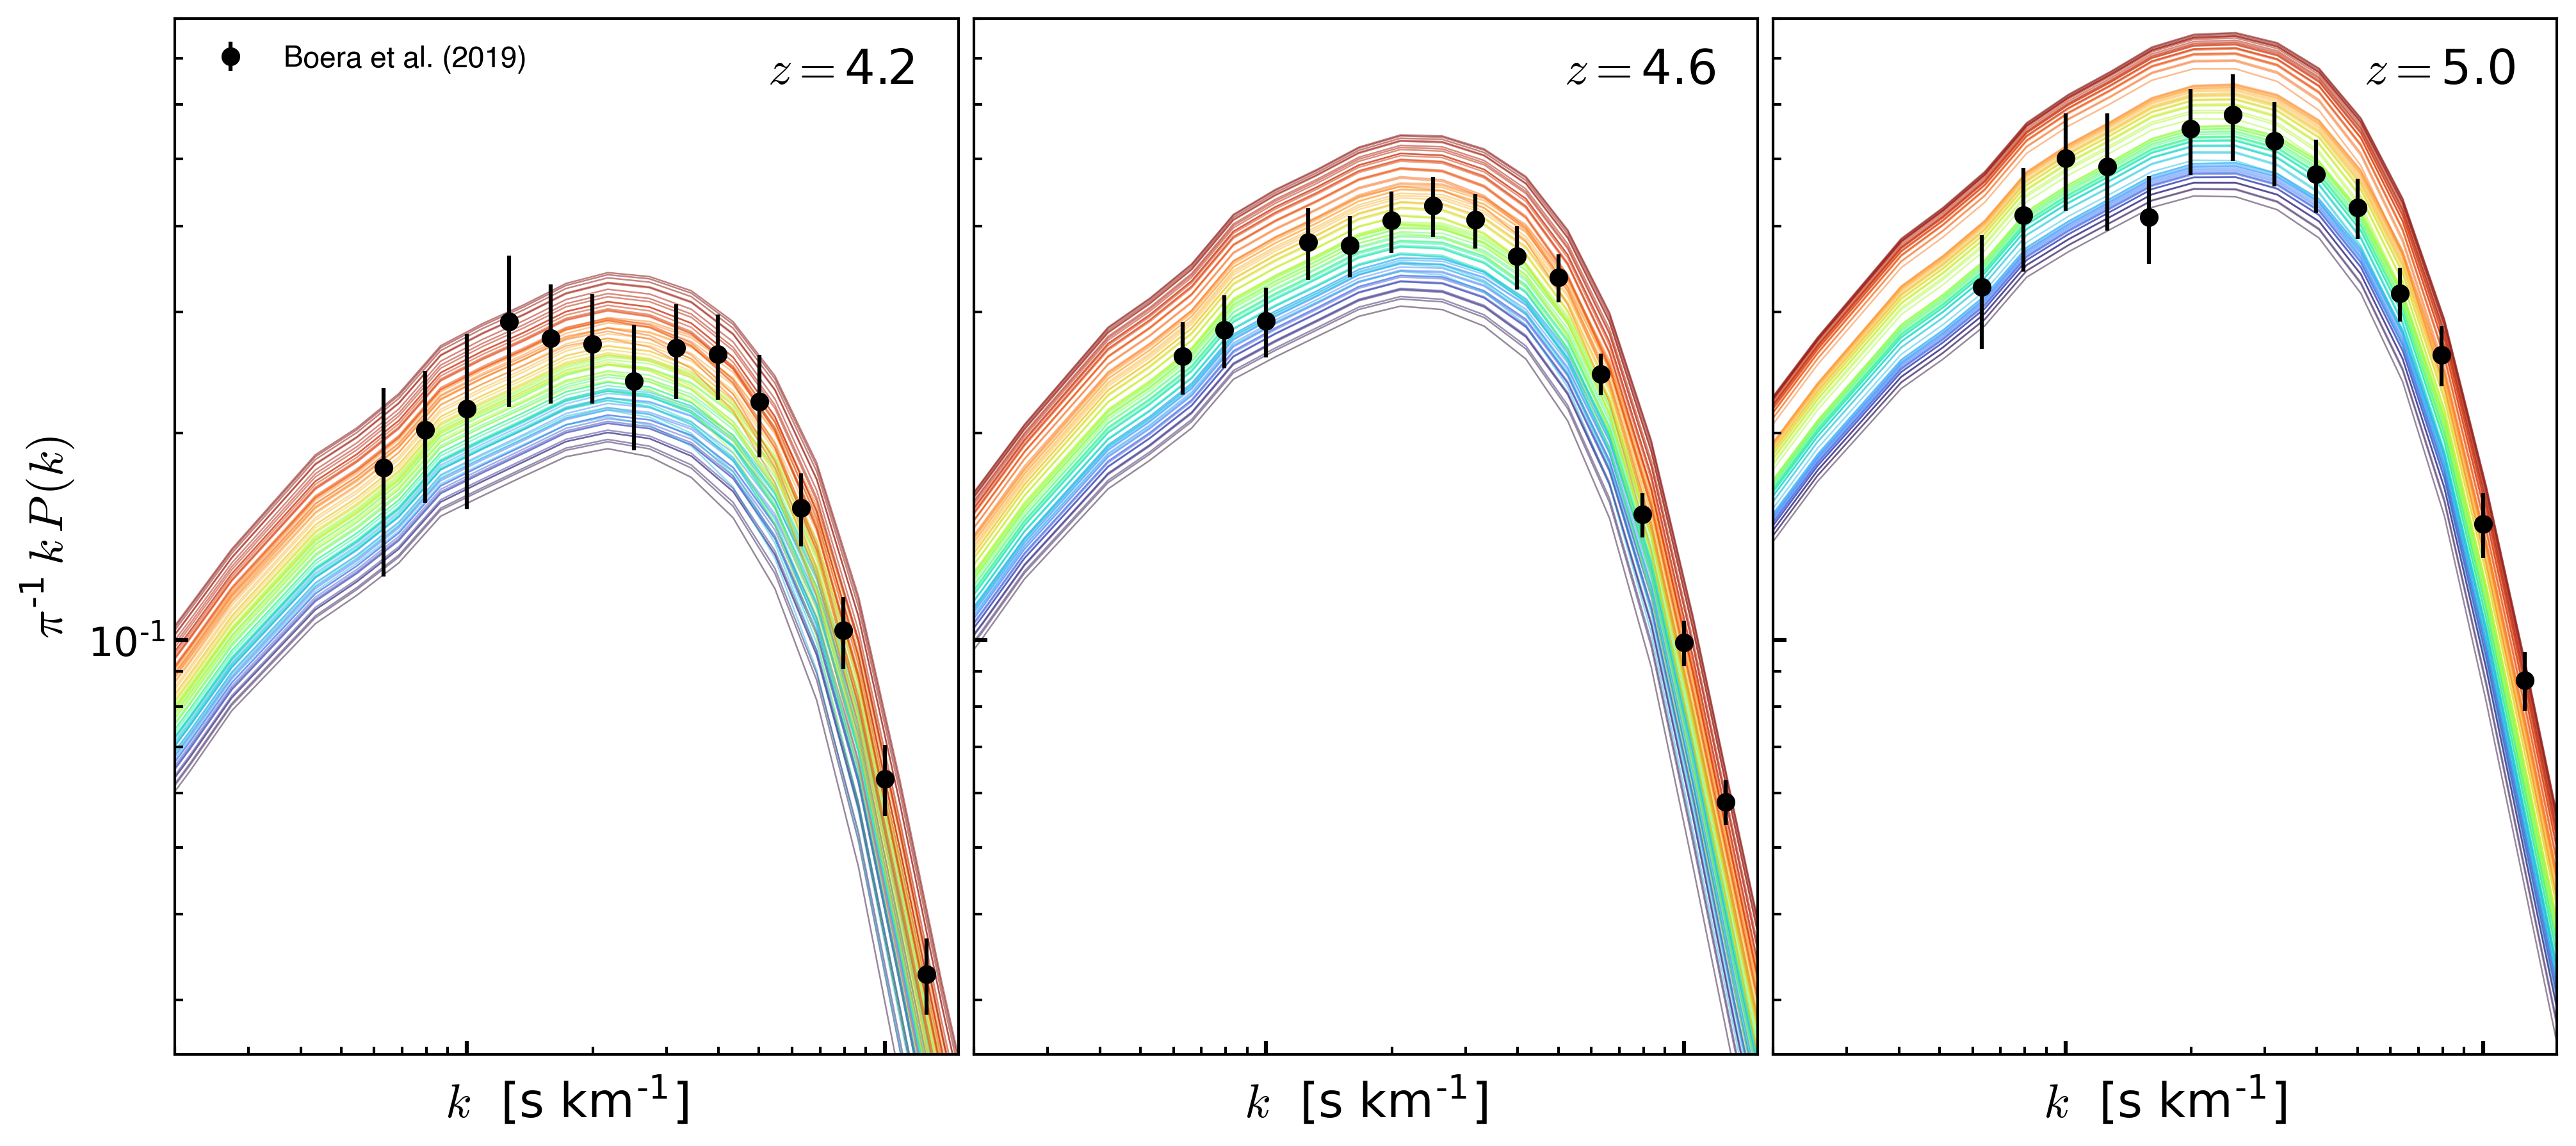 Boera et al. (2019)
z = 4.2
z = 4.6
z = 5.0
π⁻¹ k P(k)
10⁻¹
k [s km⁻¹]
k [s km⁻¹]
k [s km⁻¹]